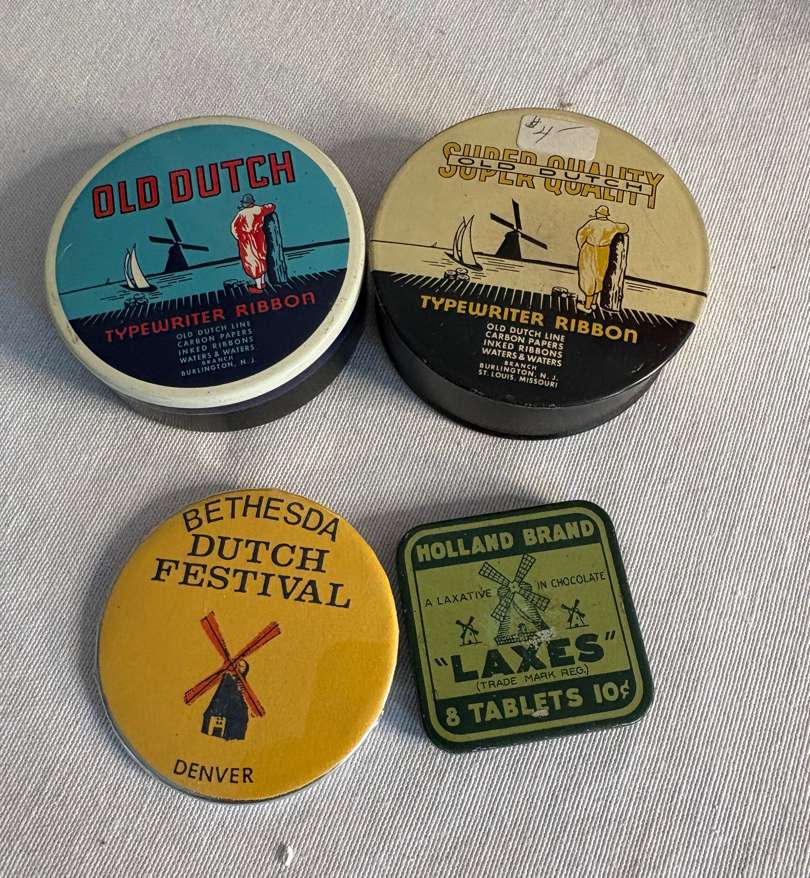 OLD DUTCH
TYPEWRITER RIBBON
OLD DUTCH LINE
CARBON PAPERS
INKED RIBBONS
WATERS & WATERS
BRANCH
BURLINGTON, N. J.
SUPER QUALITY
OLD DUTCH
TYPEWRITER RIBBON
OLD DUTCH LINE
CARBON PAPERS
INKED RIBBONS
WATERS & WATERS
BRANCH
BURLINGTON, N. J.
ST. LOUIS, MISSOURI
BETHESDA
DUTCH
FESTIVAL
DENVER
HOLLAND BRAND
A LAXATIVE IN CHOCOLATE
"LAXES"
(TRADE MARK REG.)
8 TABLETS 10¢